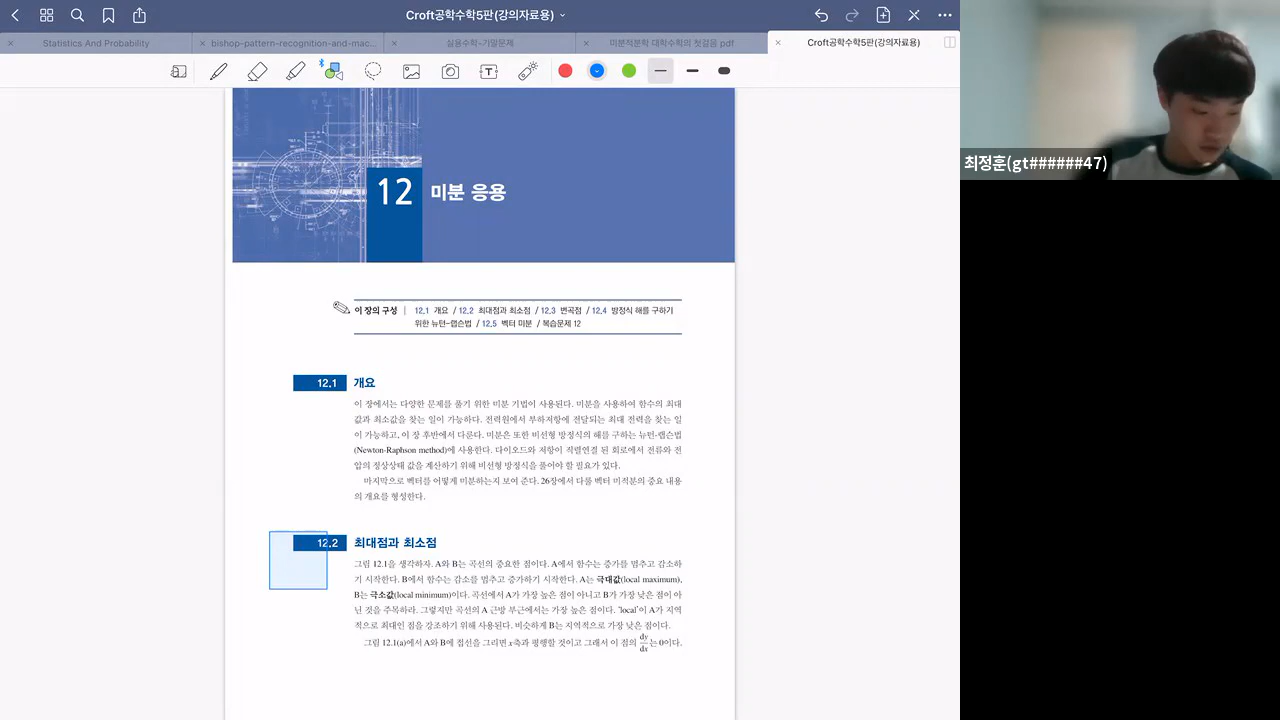 Croft공학수학5판(강의자료용)
Statistics And Probability
bishop-pattern-recognition-and-mac...
실용수학-기말문제
미분적분학 대학수학의 첫걸음 pdf
Croft공학수학5판(강의자료용)
최정훈(gt######47)
12 미분 응용
이 장의 구성 | 12.1 개요 / 12.2 최대점과 최소점 / 12.3 변곡점 / 12.4 방정식 해를 구하기
위한 뉴턴-랩슨법 / 12.5 벡터 미분 / 복습문제 12
12.1 개요
이 장에서는 다양한 문제를 풀기 위한 미분 기법이 사용된다. 미분을 사용하여 함수의 최대
값과 최소값을 찾는 일이 가능하다. 전력원에서 부하저항에 전달되는 최대 전력을 찾는 일
이 가능하고, 이 장 후반에서 다룬다. 미분은 또한 비선형 방정식의 해를 구하는 뉴턴-랩슨법
(Newton-Raphson method)에 사용한다. 다이오드와 저항이 직렬연결 된 회로에서 전류와 전
압의 정상상태 값을 계산하기 위해 비선형 방정식을 풀어야 할 필요가 있다.
마지막으로 벡터를 어떻게 미분하는지 보여 준다. 26장에서 다룰 벡터 미적분의 중요 내용
의 개요를 형성한다.
12.2 최대점과 최소점
그림 12.1을 생각하자. A와 B는 곡선의 중요한 점이다. A에서 함수는 증가를 멈추고 감소하
기 시작한다. B에서 함수는 감소를 멈추고 증가하기 시작한다. A는 극대값(local maximum),
B는 극소값(local minimum)이다. 곡선에서 A가 가장 높은 점이 아니고 B가 가장 낮은 점이 아
닌 것을 주목하라. 그렇지만 곡선의 A 근방 부근에서는 가장 높은 점이다. 'local'이 A가 지역
적으로 최대인 점을 강조하기 위해 사용된다. 비슷하게 B는 지역적으로 가장 낮은 점이다.
그림 12.1(a)에서 A와 B에 접선을 그리면 x축과 평행할 것이고 그래서 이 점의 dy/dx는 0이다.